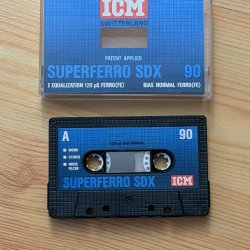 ICM
SWITZERLAND
PATENT APPLIED
SUPERFERRO SDX 90
EQUALIZATION 120 µS FERRO(FE) BIAS NORMAL FERRO(FE)
A 90
MONO
STEREO
NOISE
FILTER
SUPERFERRO SDX ICM